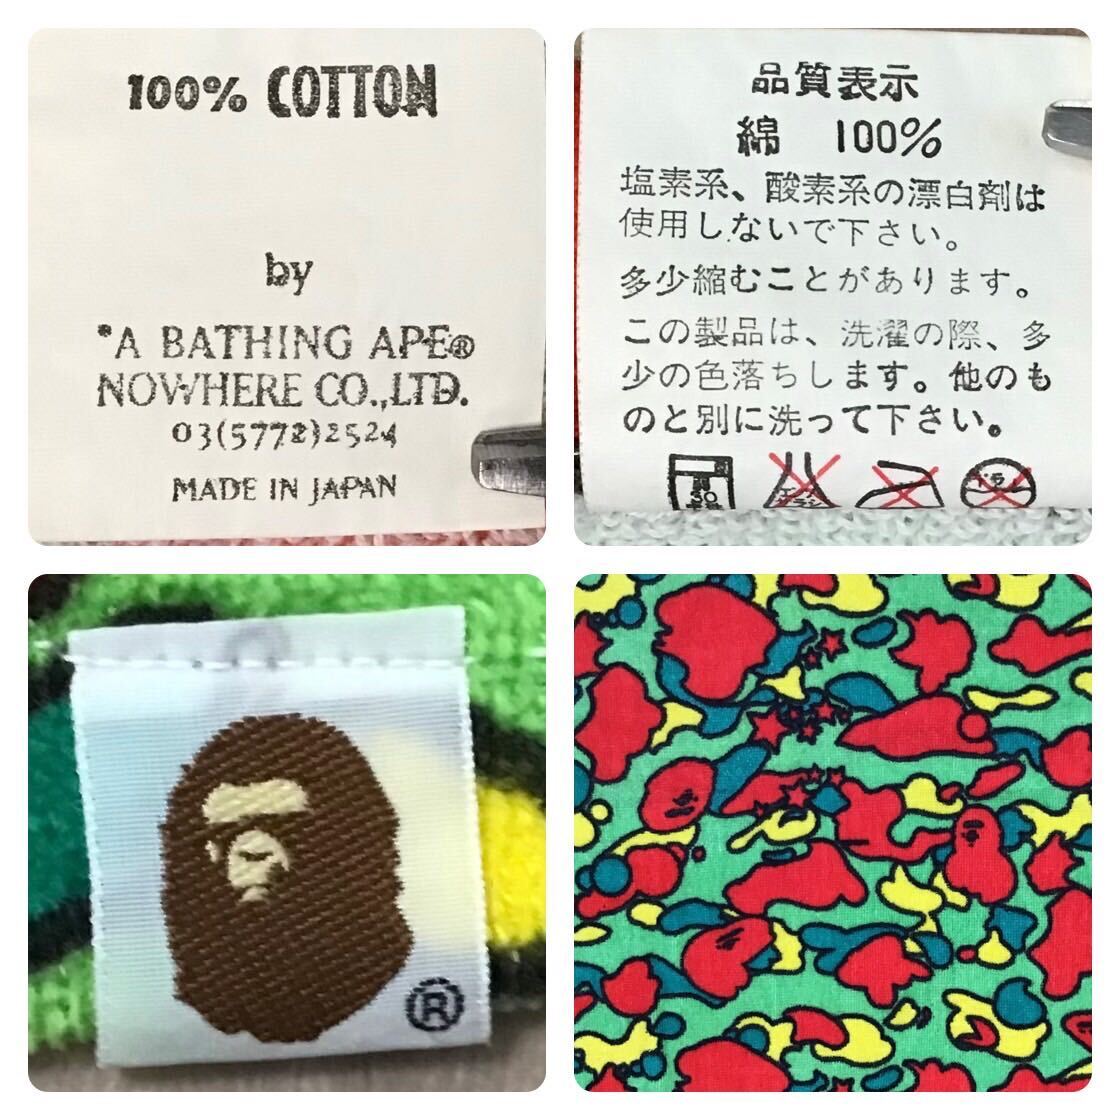 100% COTTON
by
*A BATHING APE®
NOWHERE CO.,LTD.
03(5772)2524
MADE IN JAPAN
品質表示
綿 100%
塩素系、酸素系の漂白剤は
使用しないで下さい。
多少縮むことがあります。
この製品は、洗濯の際、多
少の色落ちします。他のも
のと別に洗って下さい。
®